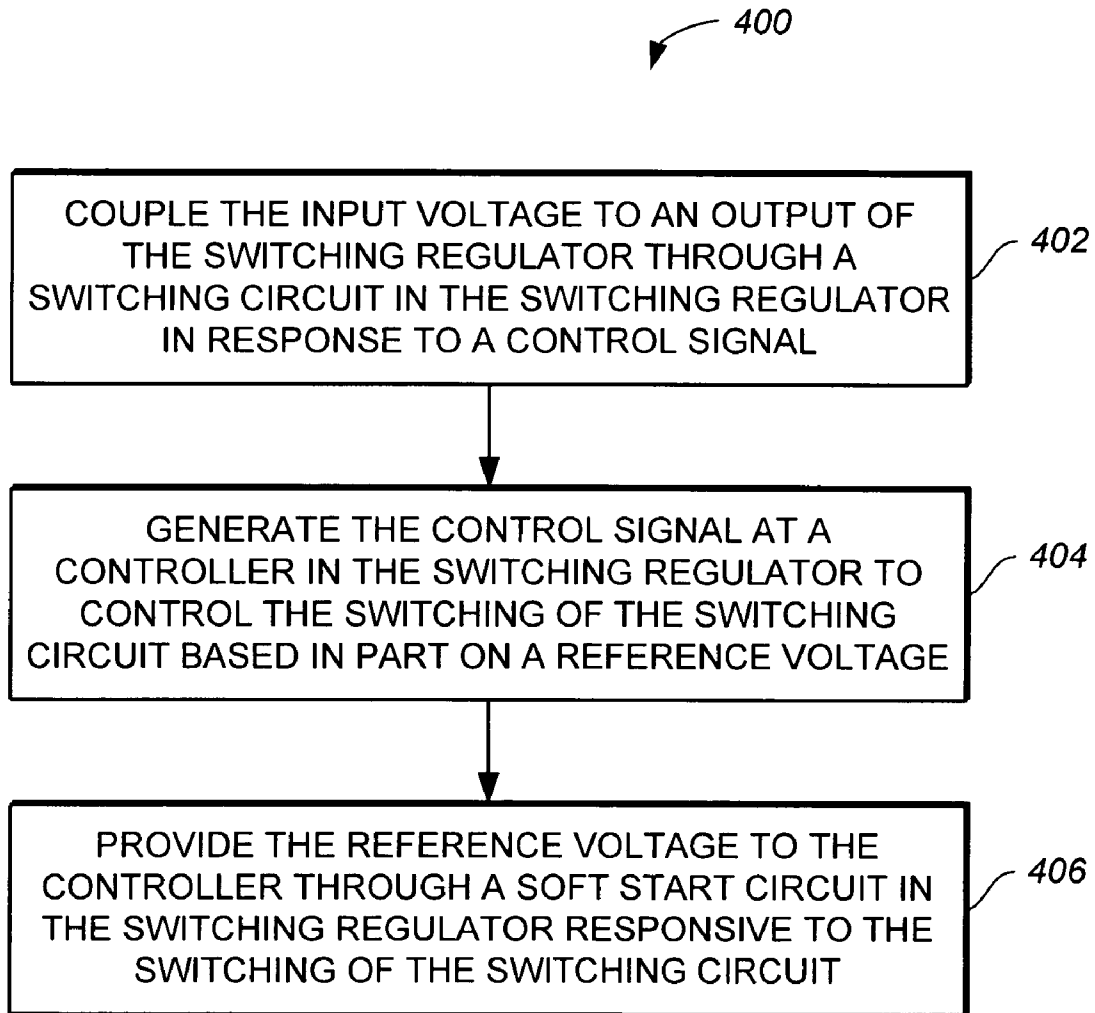 400
COUPLE THE INPUT VOLTAGE TO AN OUTPUT OF
THE SWITCHING REGULATOR THROUGH A
SWITCHING CIRCUIT IN THE SWITCHING REGULATOR
IN RESPONSE TO A CONTROL SIGNAL
402
GENERATE THE CONTROL SIGNAL AT A
CONTROLLER IN THE SWITCHING REGULATOR TO
CONTROL THE SWITCHING OF THE SWITCHING
CIRCUIT BASED IN PART ON A REFERENCE VOLTAGE
404
PROVIDE THE REFERENCE VOLTAGE TO THE
CONTROLLER THROUGH A SOFT START CIRCUIT IN
THE SWITCHING REGULATOR RESPONSIVE TO THE
SWITCHING OF THE SWITCHING CIRCUIT
406